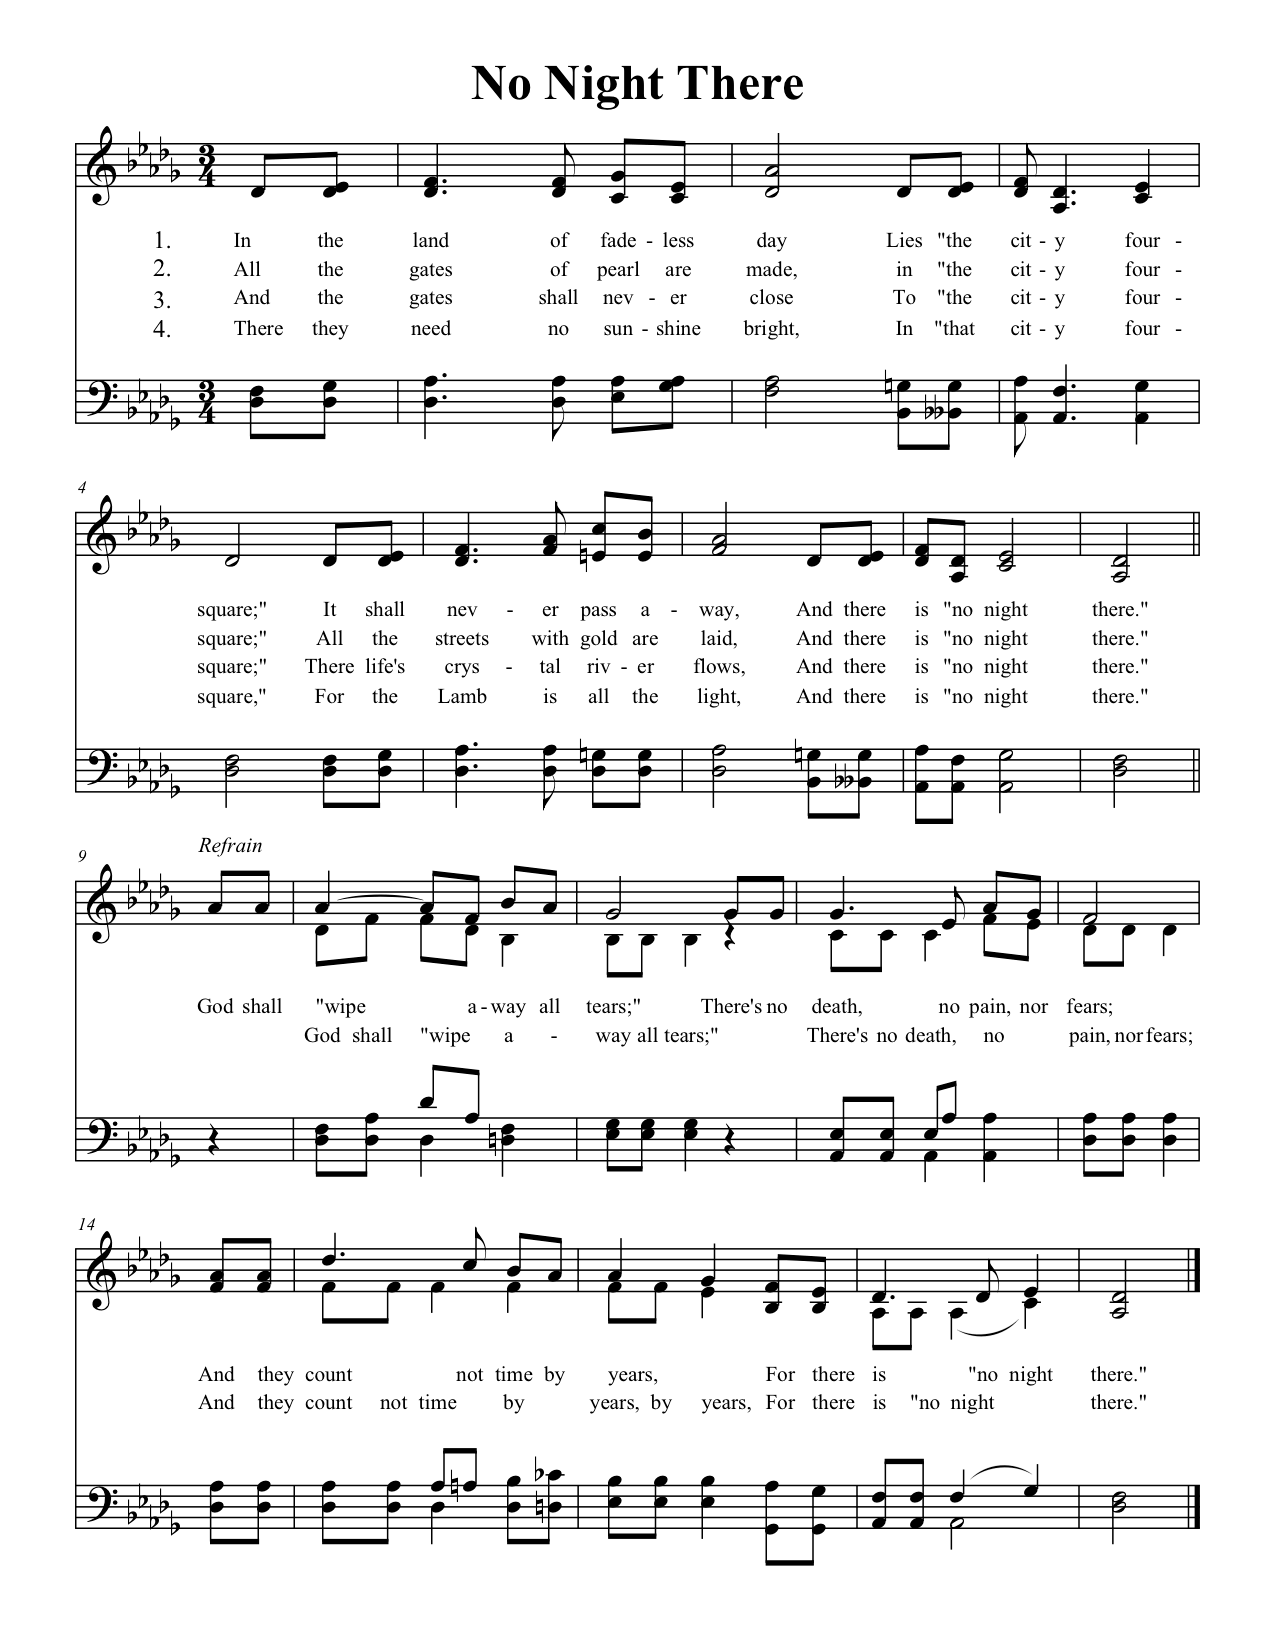 No Night There
1. In the land of fade - less day Lies "the cit - y four -
2. All the gates of pearl are made, in "the cit - y four -
3. And the gates shall nev - er close To "the cit - y four -
4. There they need no sun - shine bright, In "that cit - y four -
4
square;" It shall nev - er pass a - way, And there is "no night there."
square;" All the streets with gold are laid, And there is "no night there."
square;" There life's crys - tal riv - er flows, And there is "no night there."
square," For the Lamb is all the light, And there is "no night there."
9
Refrain
God shall "wipe a - way all tears;" There's no death, no pain, nor fears;
God shall "wipe a - way all tears;" There's no death, no pain, nor fears;
14
And they count not time by years, For there is "no night there."
And they count not time by years, by years, For there is "no night there."